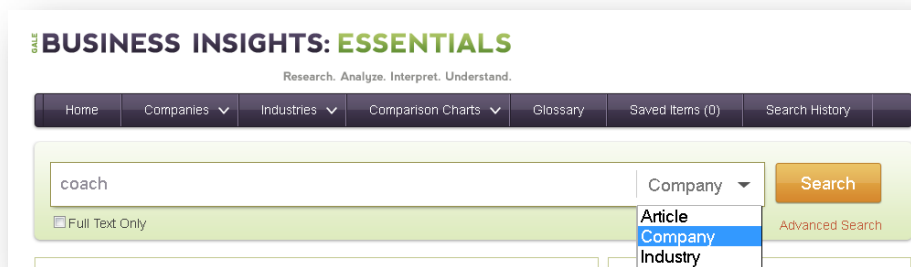 GALE BUSINESS INSIGHTS: ESSENTIALS
Research. Analyze. Interpret. Understand.
Home Companies Industries Comparison Charts Glossary Saved Items (0) Search History
coach Company Search
Full Text Only Article Advanced Search
Company
Industry